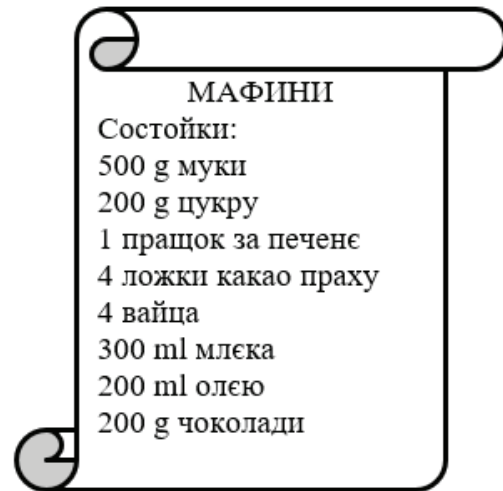 МАФИНИ
Состойки:
500 g муки
200 g цукру
1 пращок за печенє
4 ложки какао праху
4 вайца
300 ml млєка
200 ml олєю
200 g чоколади